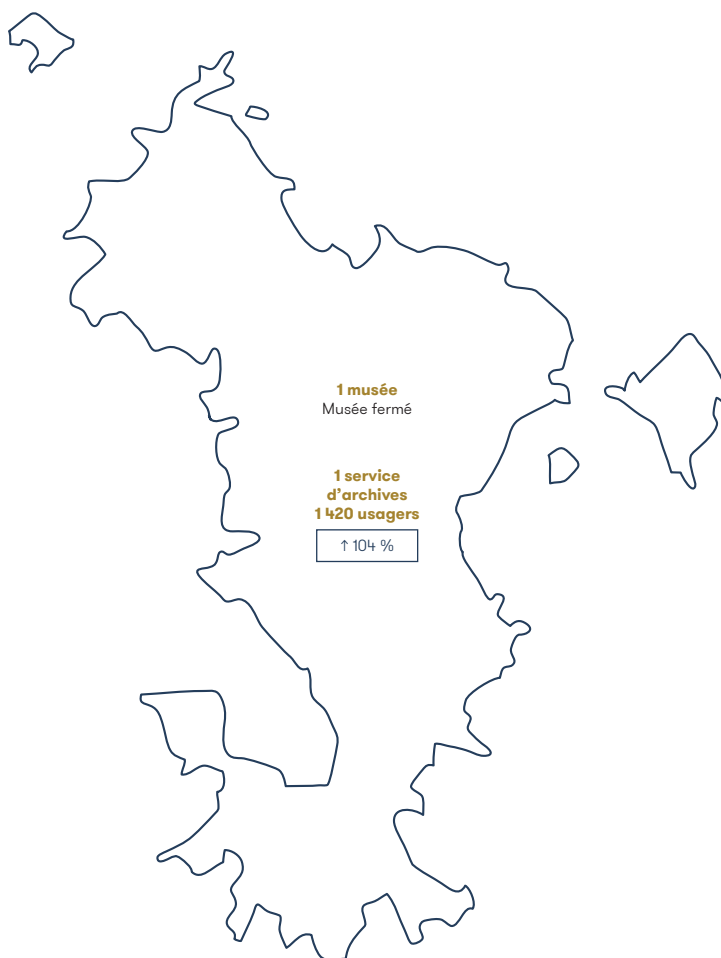 1 musée
Musée fermé
1 service
d'archives
1 420 usagers
↑ 104 %